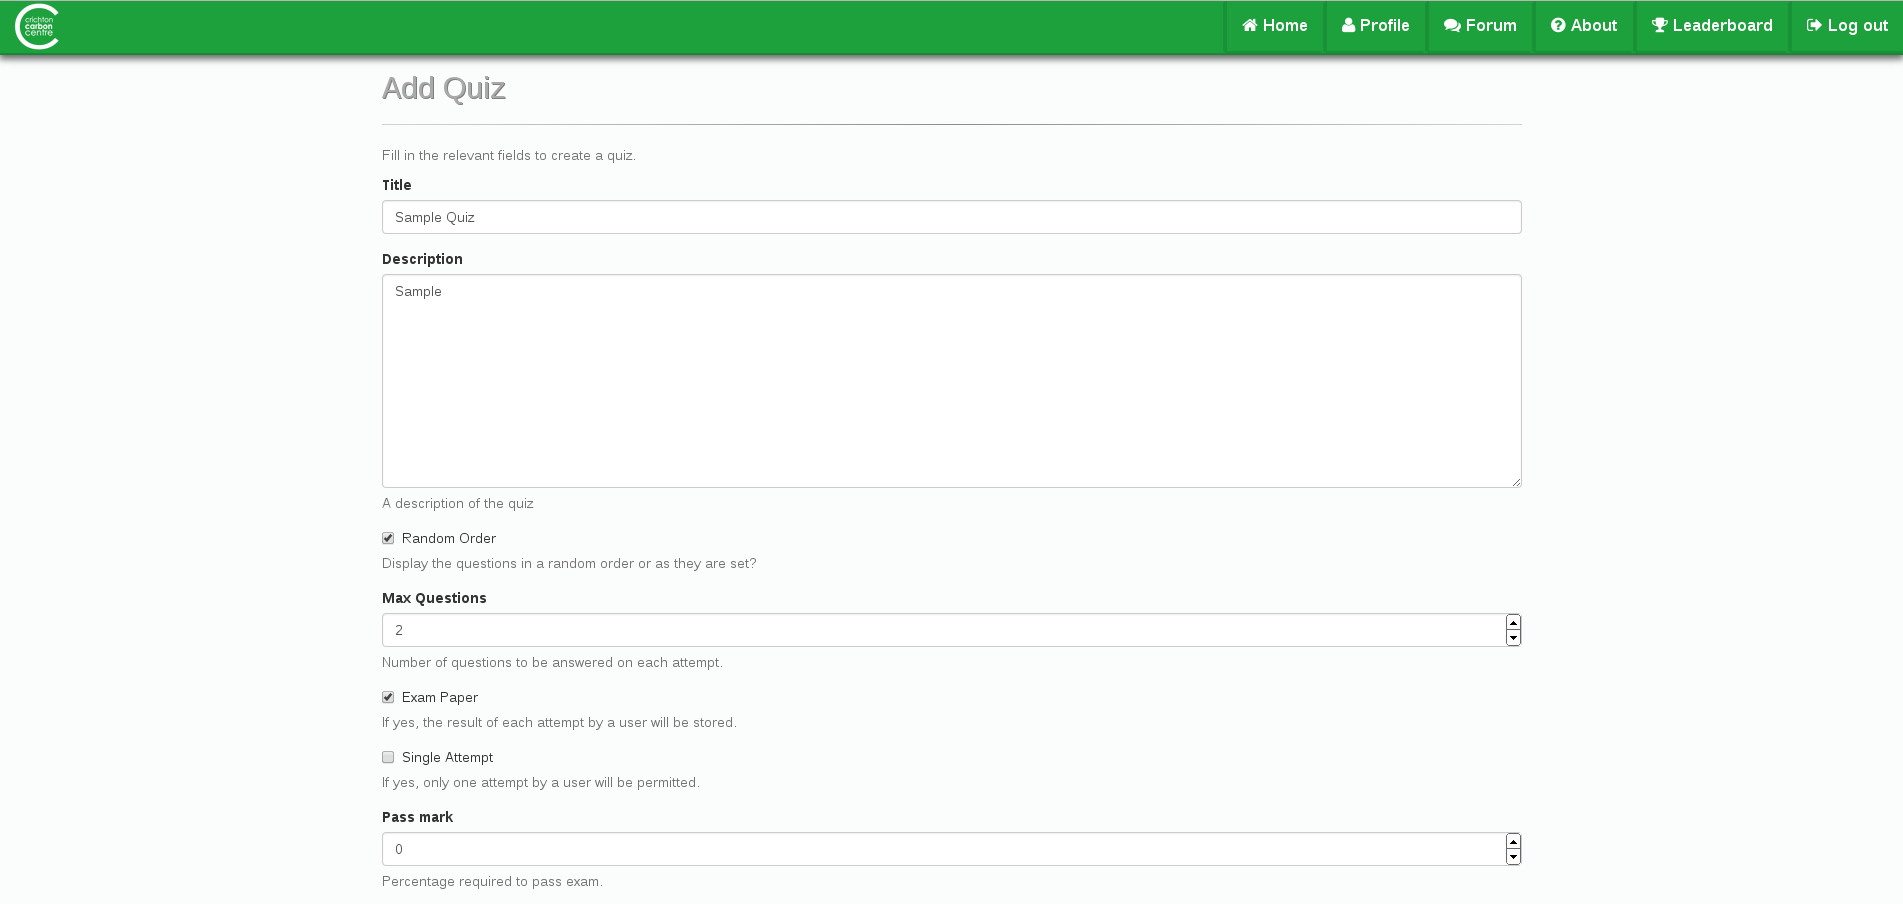 crichton
carbon
centre
Home
Profile
Forum
About
Leaderboard
Log out
Add Quiz
Fill in the relevant fields to create a quiz.
Title
Sample Quiz
Description
Sample
A description of the quiz
Random Order
Display the questions in a random order or as they are set?
Max Questions
2
Number of questions to be answered on each attempt.
Exam Paper
If yes, the result of each attempt by a user will be stored.
Single Attempt
If yes, only one attempt by a user will be permitted.
Pass mark
0
Percentage required to pass exam.